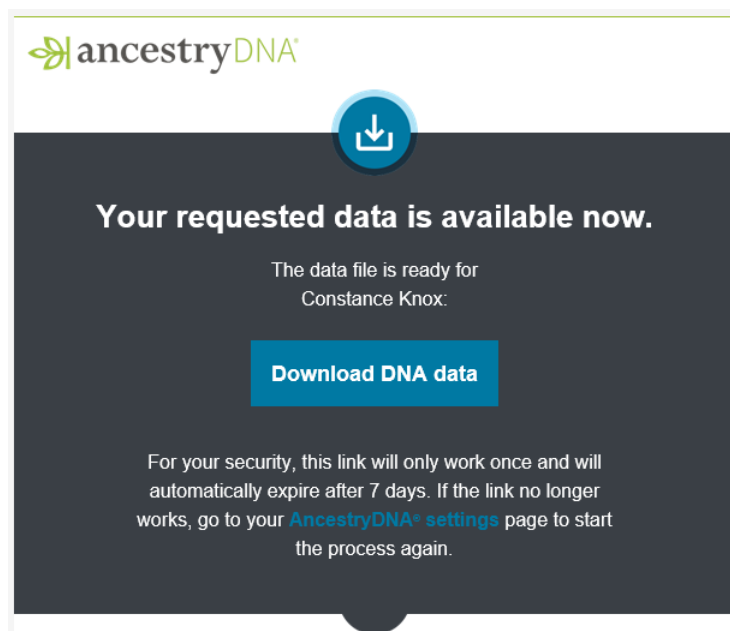 ancestryDNA®
Your requested data is available now.
The data file is ready for
Constance Knox:
Download DNA data
For your security, this link will only work once and will
automatically expire after 7 days. If the link no longer
works, go to your AncestryDNA® settings page to start
the process again.